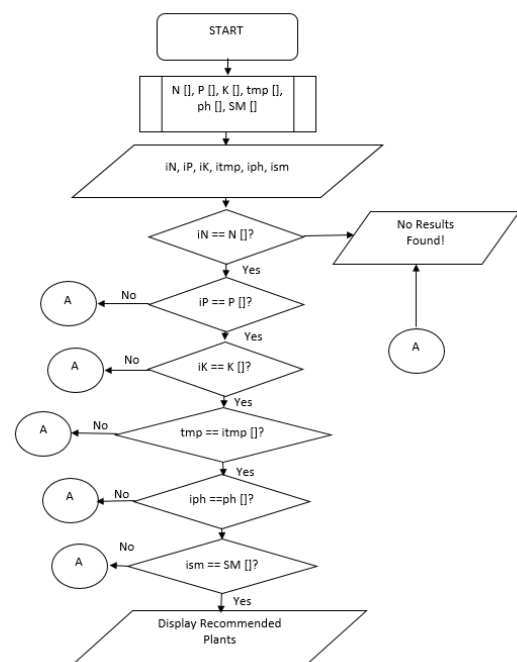 START
N [], P [], K [], tmp [],
ph [], SM []
iN, iP, iK, itmp, iph, ism
iN == N []?
No Results
Found!
Yes
A
No
iP == P []?
A
Yes
A
No
iK == K []?
Yes
A
No
tmp == itmp []?
Yes
A
No
iph ==ph []?
Yes
A
No
ism == SM []?
Yes
Display Recommended
Plants